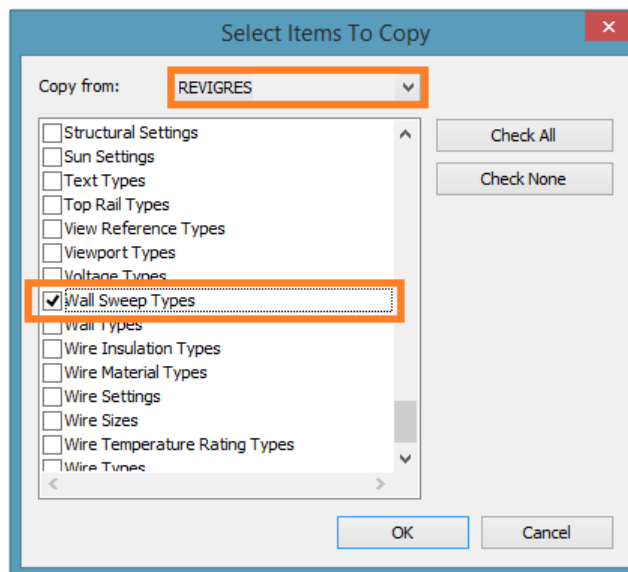 Select Items To Copy
Copy from:
REVIGRES
Structural Settings
Sun Settings
Text Types
Top Rail Types
View Reference Types
Viewport Types
Voltage Types
Wall Sweep Types
Wall Types
Wire Insulation Types
Wire Material Types
Wire Settings
Wire Sizes
Wire Temperature Rating Types
Wire Types
Check All
Check None
OK
Cancel